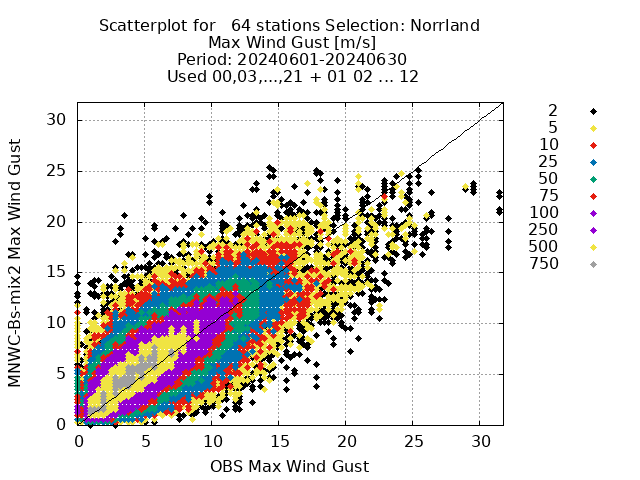 Scatterplot for   64 stations Selection: Norrland
Max Wind Gust [m/s]
Period: 20240601-20240630
Used 00,03,...,21 + 01 02 ... 12
30
25
20
15
10
5
0
MNWC-Bs-mix2 Max Wind Gust
0 5 10 15 20 25 30
OBS Max Wind Gust
2
5
10
25
50
75
100
250
500
750